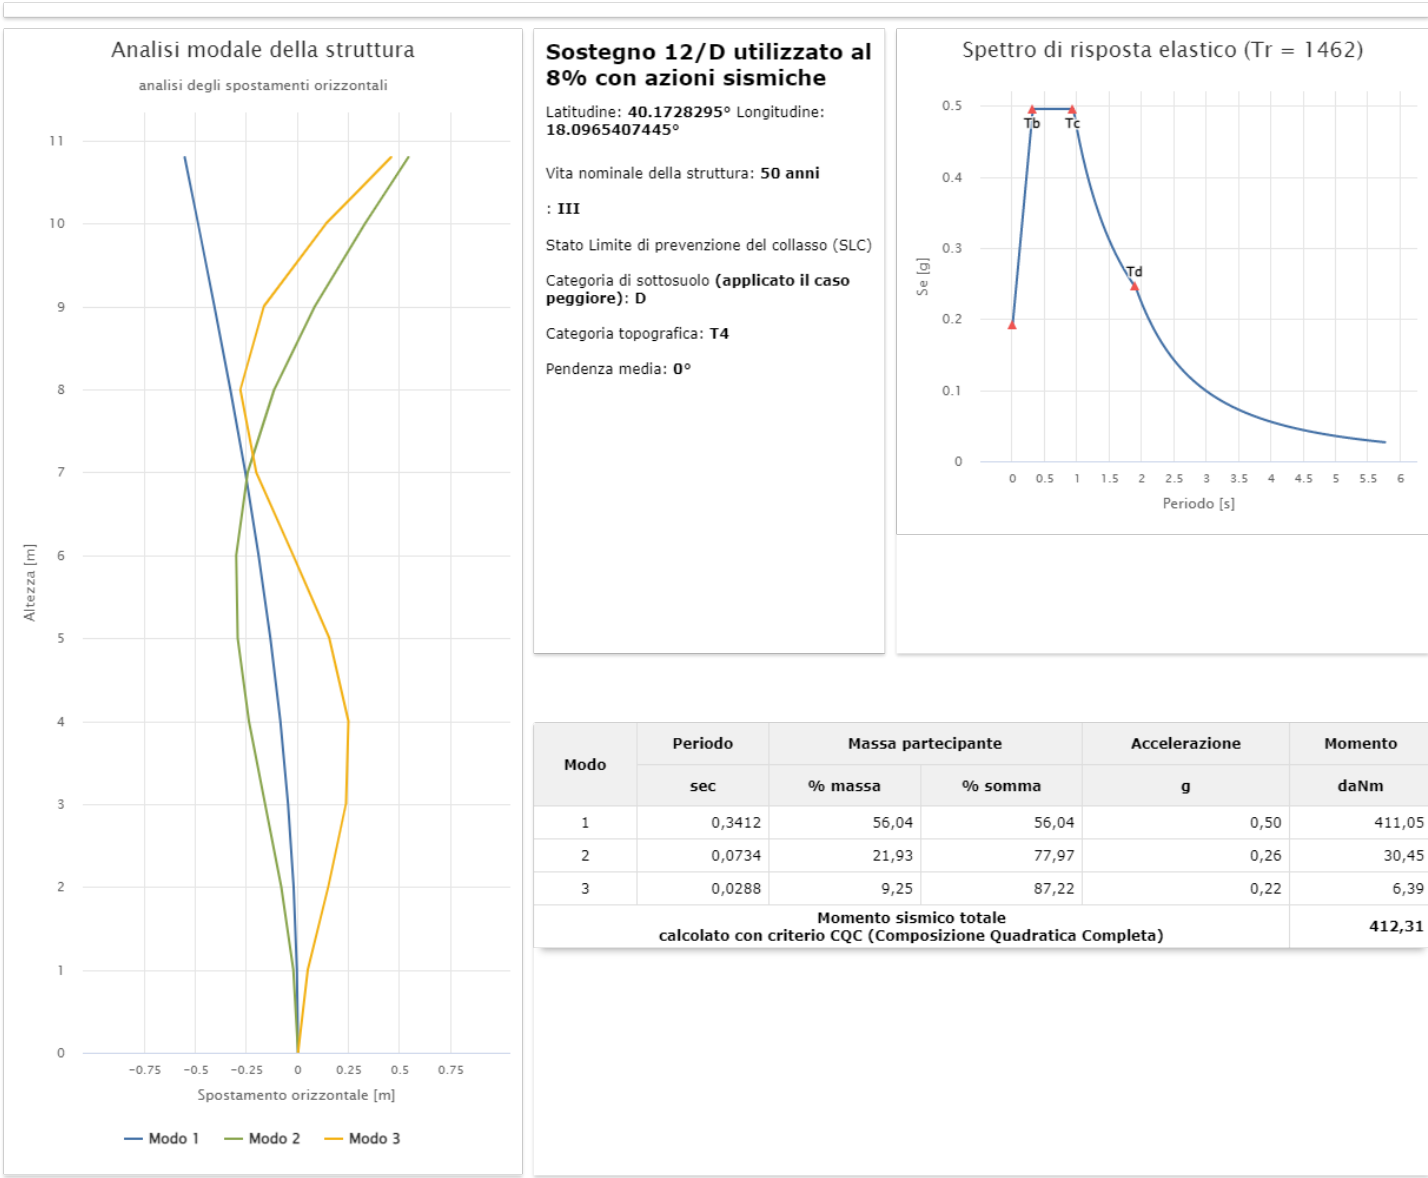 Analisi modale della struttura
analisi degli spostamenti orizzontali
11
10
9
8
7
6
5
4
3
2
1
0
Altezza [m]
−0.75 −0.5 −0.25 0 0.25 0.5 0.75
Spostamento orizzontale [m]
Modo 1 Modo 2 Modo 3
Sostegno 12/D utilizzato al
8% con azioni sismiche
Latitudine: 40.1728295° Longitudine:
18.0965407445°
Vita nominale della struttura: 50 anni
: III
Stato Limite di prevenzione del collasso (SLC)
Categoria di sottosuolo (applicato il caso
peggiore): D
Categoria topografica: T4
Pendenza media: 0°
Spettro di risposta elastico (Tr = 1462)
0.5
0.4
0.3
0.2
0.1
0
Se [g]
Tb Tc
Td
0 0.5 1 1.5 2 2.5 3 3.5 4 4.5 5 5.5 6
Periodo [s]
Modo Periodo Massa partecipante Accelerazione Momento
sec % massa % somma g daNm
1 0,3412 56,04 56,04 0,50 411,05
2 0,0734 21,93 77,97 0,26 30,45
3 0,0288 9,25 87,22 0,22 6,39
Momento sismico totale
calcolato con criterio CQC (Composizione Quadratica Completa) 412,31